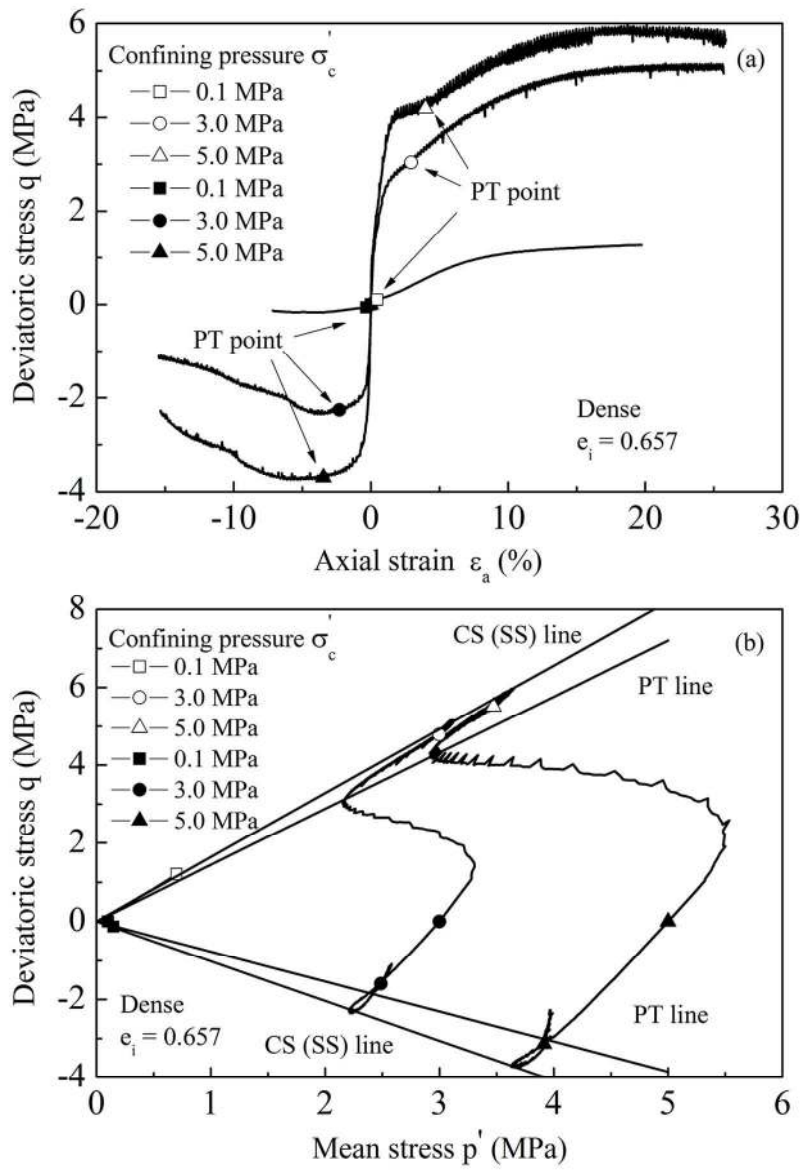 6
4
2
0
-2
-4
Deviatoric stress q (MPa)
Confining pressure σ'c
0.1 MPa
3.0 MPa
5.0 MPa
0.1 MPa
3.0 MPa
5.0 MPa
(a)
PT point
PT point
Dense
ei = 0.657
-20
-10
0
10
20
30
Axial strain εa (%)
8
6
4
2
0
-2
-4
Deviatoric stress q (MPa)
Confining pressure σ'c
0.1 MPa
3.0 MPa
5.0 MPa
0.1 MPa
3.0 MPa
5.0 MPa
CS (SS) line
(b)
PT line
Dense
ei = 0.657
CS (SS) line
PT line
0
1
2
3
4
5
6
Mean stress p' (MPa)